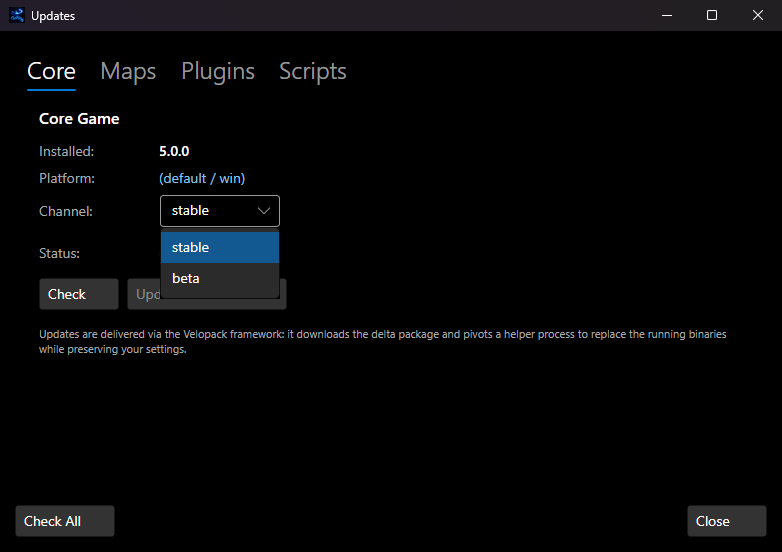 Updates
Core Maps Plugins Scripts
Core Game
Installed: 5.0.0
Platform: (default / win)
Channel: stable
stable
Status:
beta
Check
Updates are delivered via the Velopack framework: it downloads the delta package and pivots a helper process to replace the running binaries
while preserving your settings.
Check All
Close